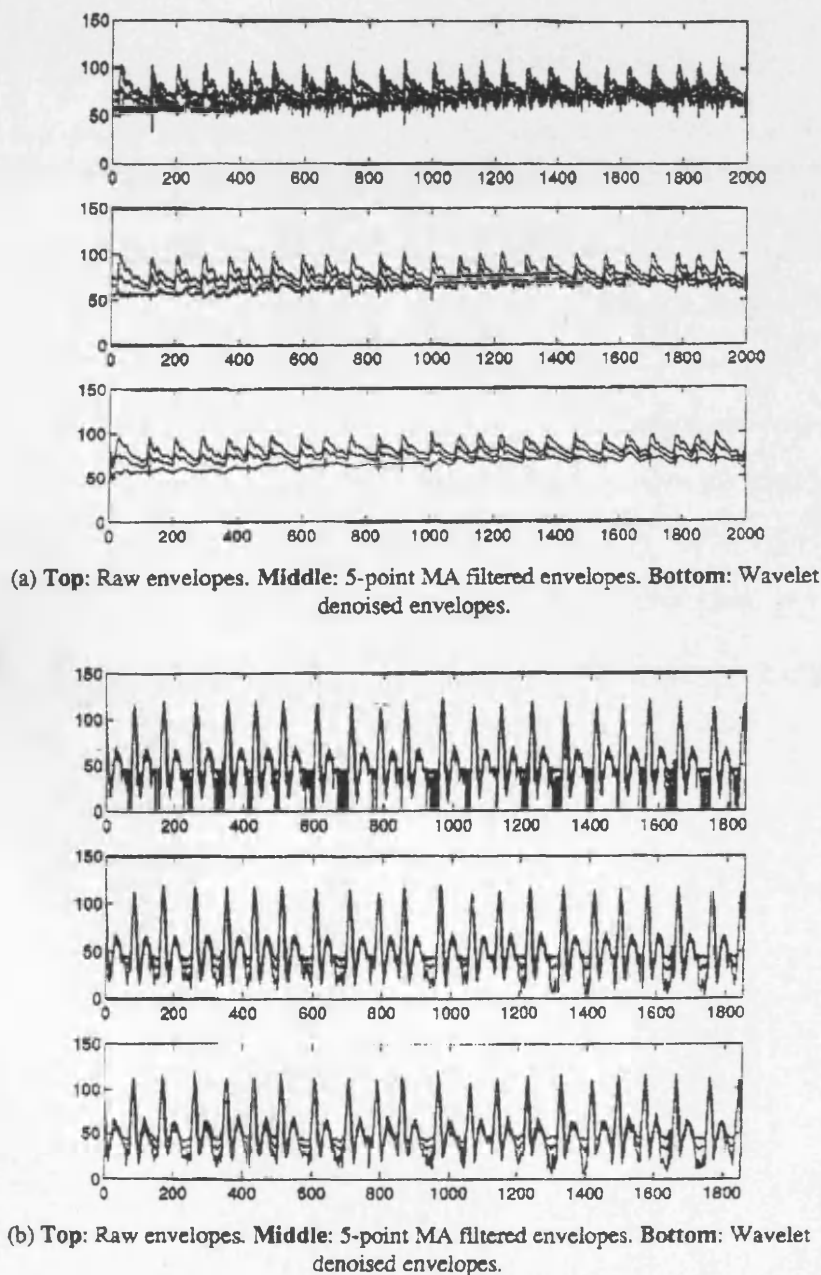 150
100
50
0
0 200 400 600 800 1000 1200 1400 1600 1800 2000
150
100
50
0
0 200 400 600 800 1000 1200 1400 1600 1800 2000
150
100
50
0
0 200 400 600 800 1000 1200 1400 1600 1800 2000
(a) Top: Raw envelopes. Middle: 5-point MA filtered envelopes. Bottom: Wavelet
denoised envelopes.
150
100
50
0
0 200 400 600 800 1000 1200 1400 1600 1800
150
100
50
0
0 200 400 600 800 1000 1200 1400 1600 1800
150
100
50
0
0 200 400 600 800 1000 1200 1400 1600 1800
(b) Top: Raw envelopes. Middle: 5-point MA filtered envelopes. Bottom: Wavelet
denoised envelopes.